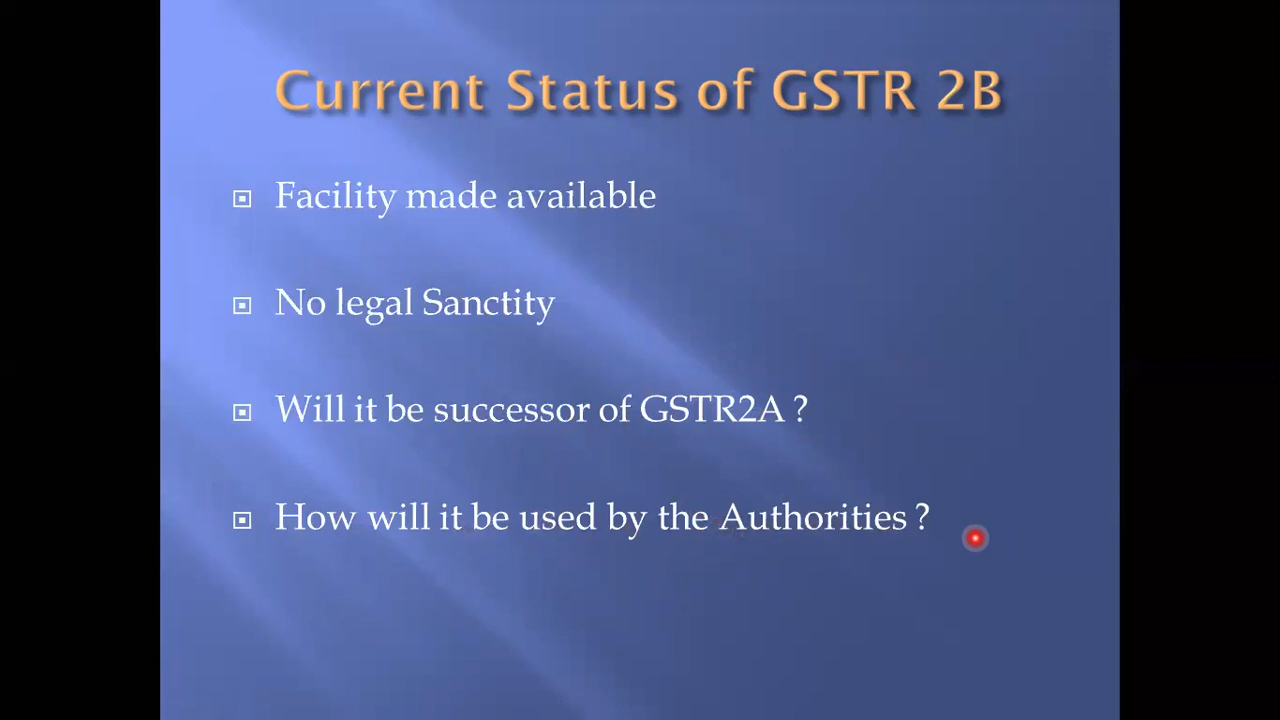 Current Status of GSTR 2B
Facility made available
No legal Sanctity
Will it be successor of GSTR2A ?
How will it be used by the Authorities ?